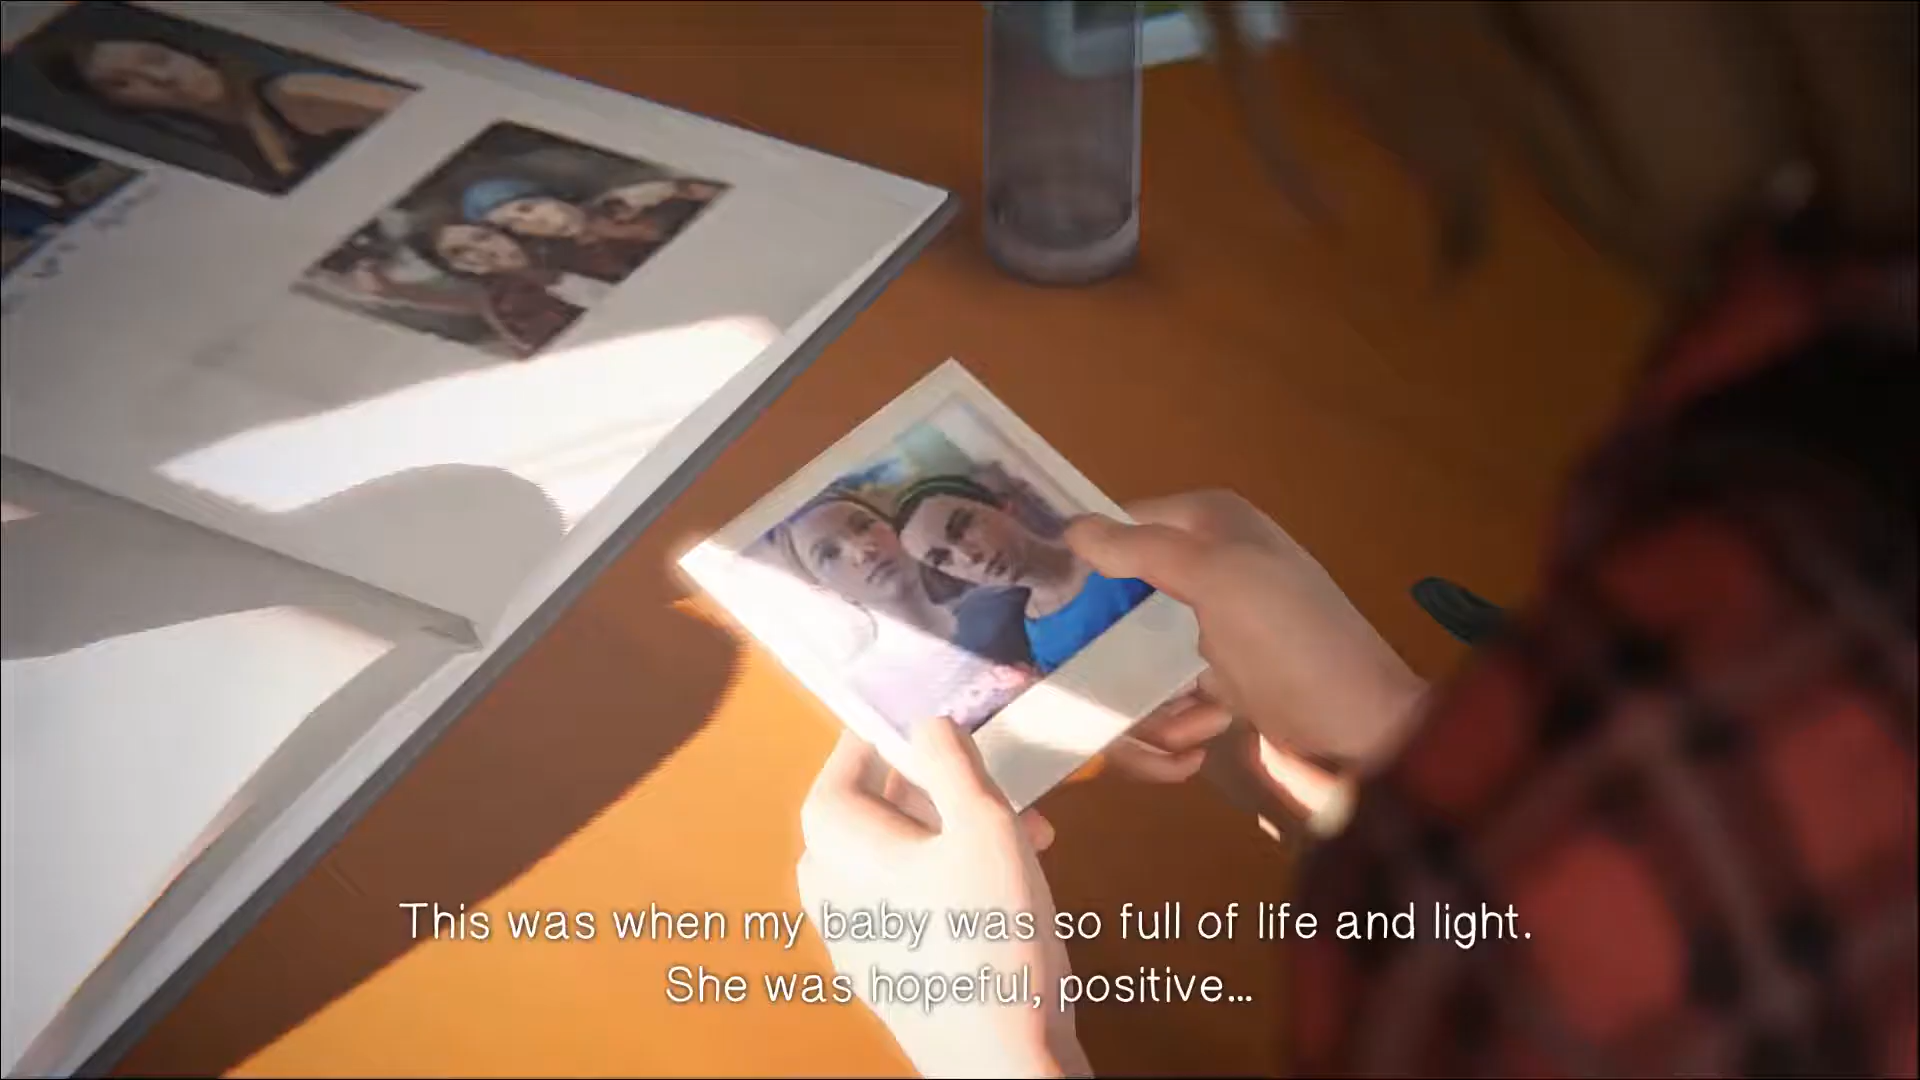 This was when my baby was so full of life and light.
She was hopeful, positive...